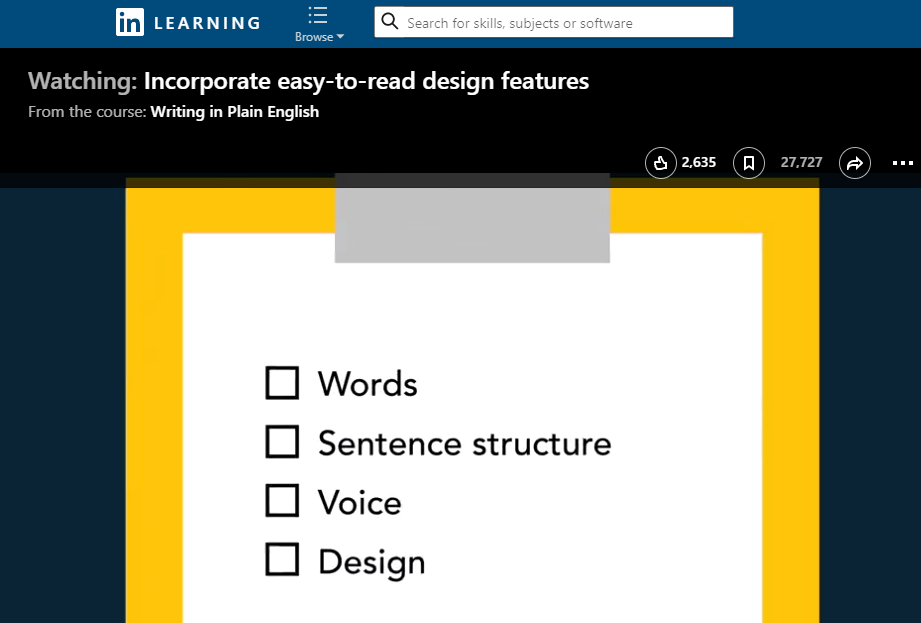 in LEARNING
Browse
Search for skills, subjects or software
Watching: Incorporate easy-to-read design features
From the course: Writing in Plain English
2,635
27,727
Words
Sentence structure
Voice
Design